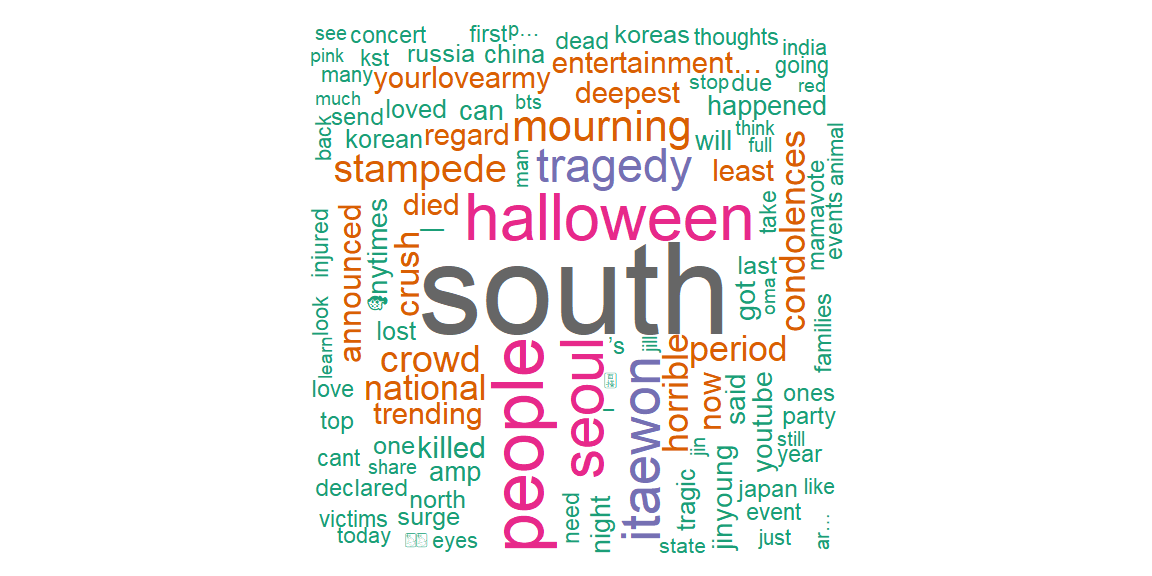 see concert first p…
dead koreas thoughts india
pink kst russia china entertainment… going
many yourlovearmy deepest stop due red
much send loved can bts happened
back korean regard mourning will think full
stampede man tragedy least condolences mamavote events animal
injured announced nytimes died halloween take
— crush south last got oma
look learn lost 's jill horrible period families
crowd people seoul itaewon
love national now said youtube ones
top trending – party
cant one killed jin still year
share amp
declared north need night tragic jinyoung japan like
victims surge event
today eyes state just ar…